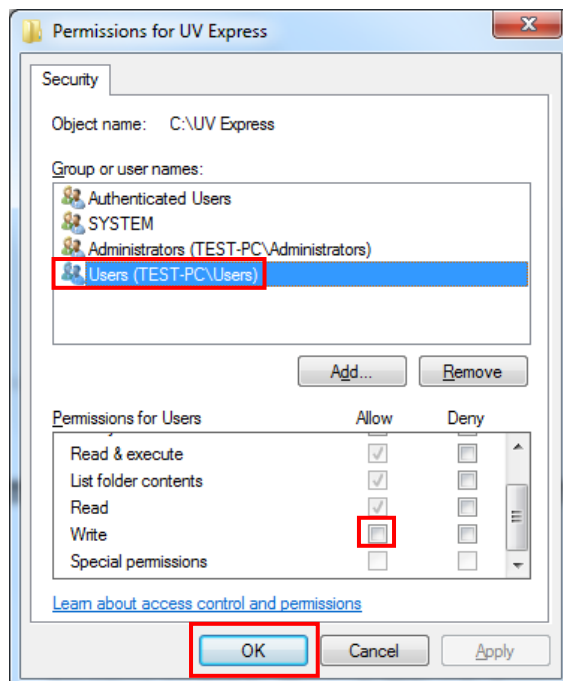 Permissions for UV Express
Security
Object name: C:\UV Express
Group or user names:
Authenticated Users
SYSTEM
Administrators (TEST-PC\Administrators)
Users (TEST-PC\Users)
Add... Remove
Permissions for Users Allow Deny
Read & execute
List folder contents
Read
Write
Special permissions
Learn about access control and permissions
OK Cancel Apply